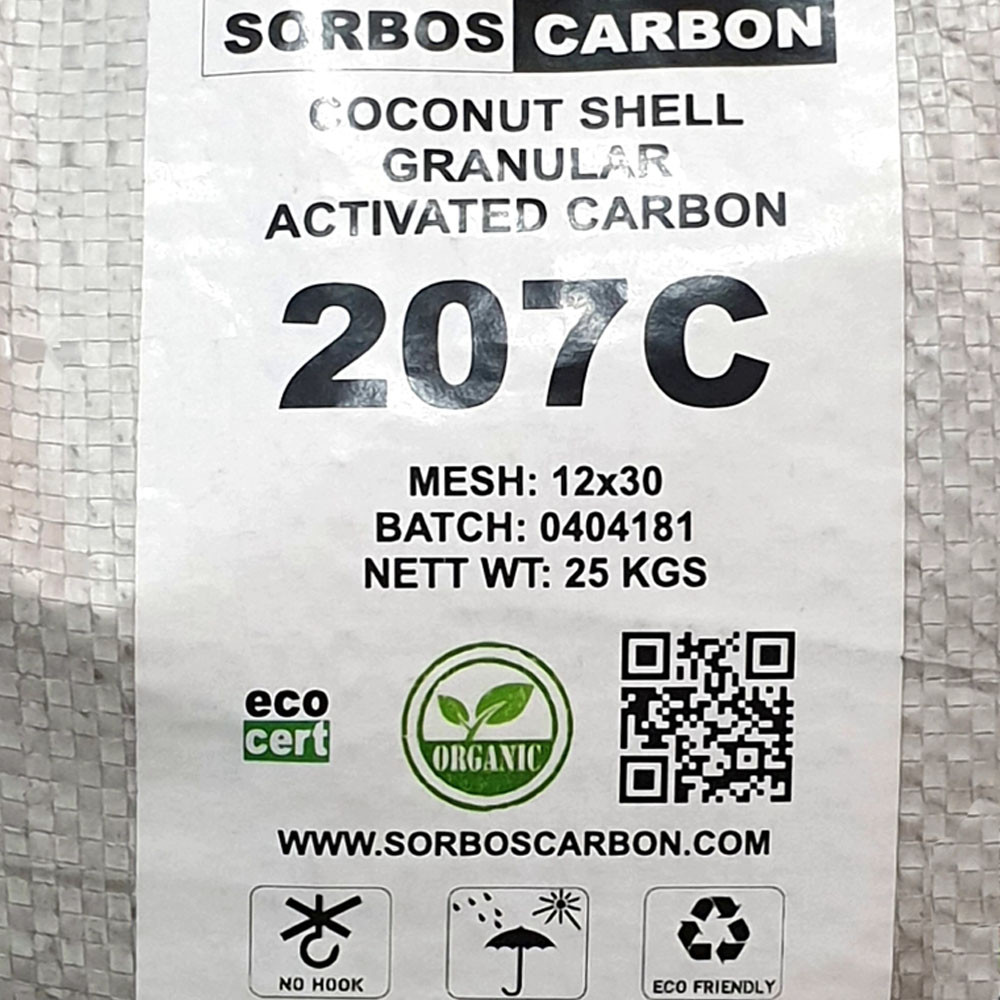 SORBOS CARBON
COCONUT SHELL
GRANULAR
ACTIVATED CARBON
207C
MESH: 12x30
BATCH: 0404181
NETT WT: 25 KGS
eco
cert
ORGANIC
WWW.SORBOSCARBON.COM
NO HOOK
ECO FRIENDLY